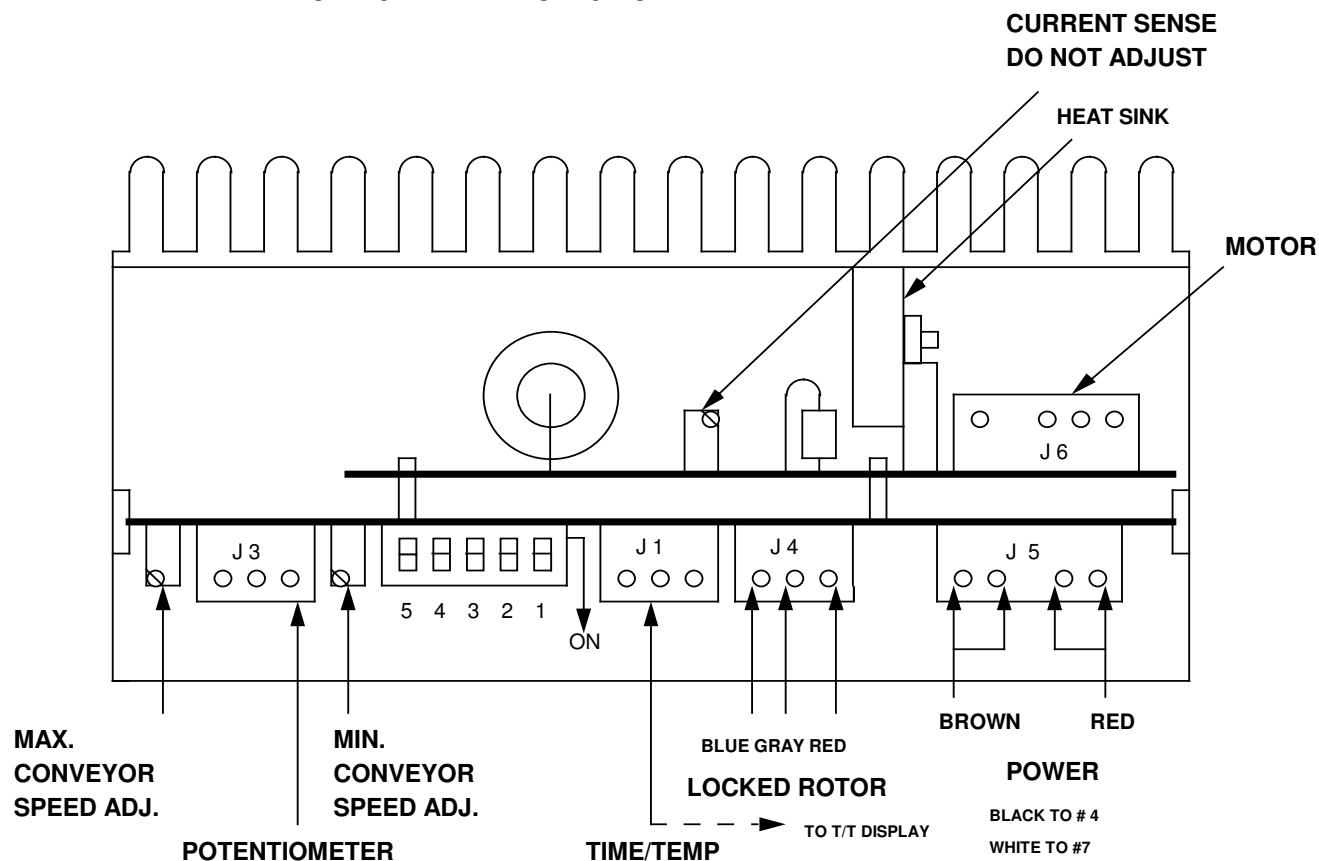 CURRENT SENSE
DO NOT ADJUST
HEAT SINK
MOTOR
J 6
J 3
J 1
J 4
J 5
5 4 3 2 1
ON
MAX.
CONVEYOR
SPEED ADJ.
POTENTIOMETER
MIN.
CONVEYOR
SPEED ADJ.
TIME/TEMP
TO T/T DISPLAY
BLUE GRAY RED
LOCKED ROTOR
BROWN
RED
POWER
BLACK TO # 4
WHITE TO #7